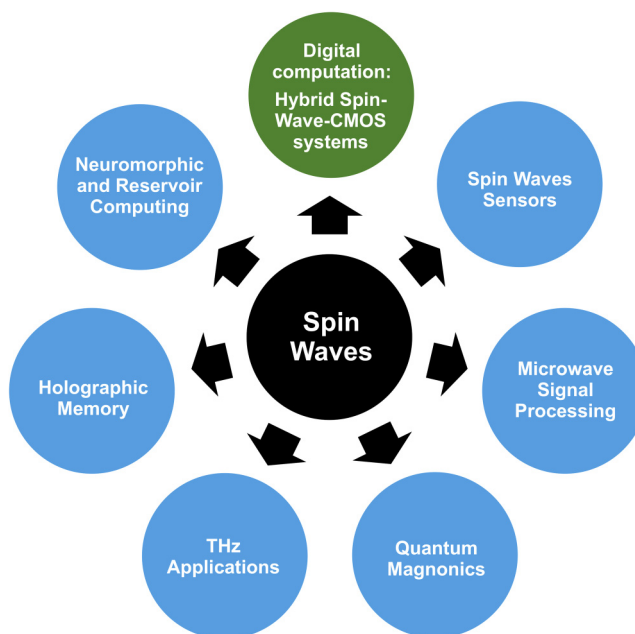 Digital
computation:
Hybrid Spin-
Wave-CMOS
systems
Neuromorphic
and Reservoir
Computing
Spin Waves
Sensors
Spin
Waves
Holographic
Memory
Microwave
Signal
Processing
THz
Applications
Quantum
Magnonics